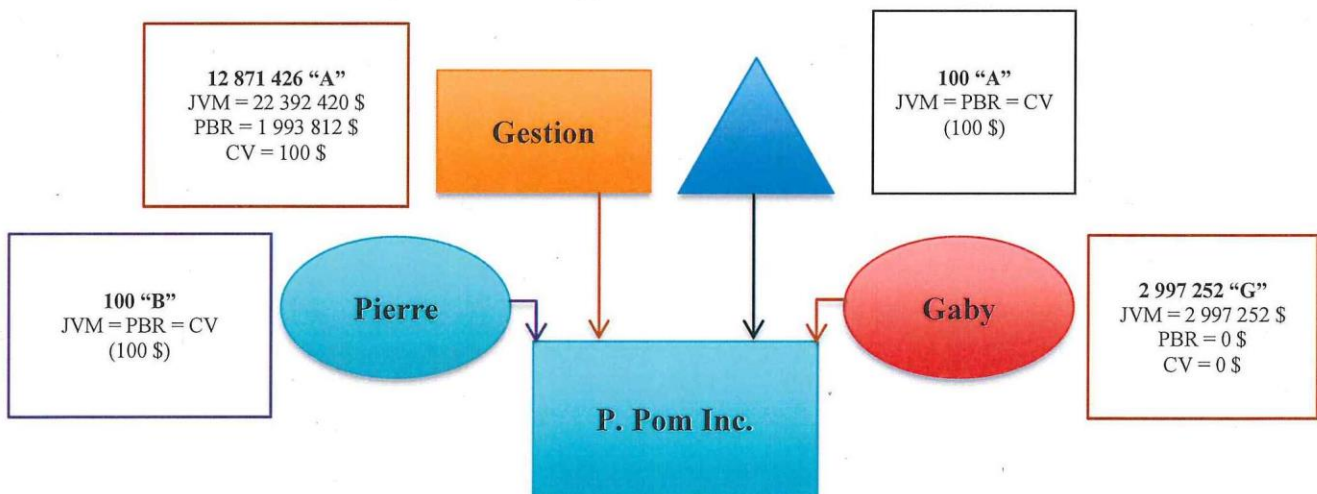 12 871 426 “A”
JVM = 22 392 420 $
PBR = 1 993 812 $
CV = 100 $
Gestion
100 “A”
JVM = PBR = CV
(100 $)
100 “B”
JVM = PBR = CV
(100 $)
Pierre
Gaby
2 997 252 “G”
JVM = 2 997 252 $
PBR = 0 $
CV = 0 $
P. Pom Inc.